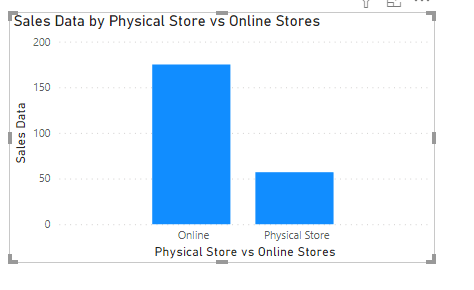 Sales Data by Physical Store vs Online Stores
200
150
100
50
0
Sales Data
Online
Physical Store
Physical Store vs Online Stores